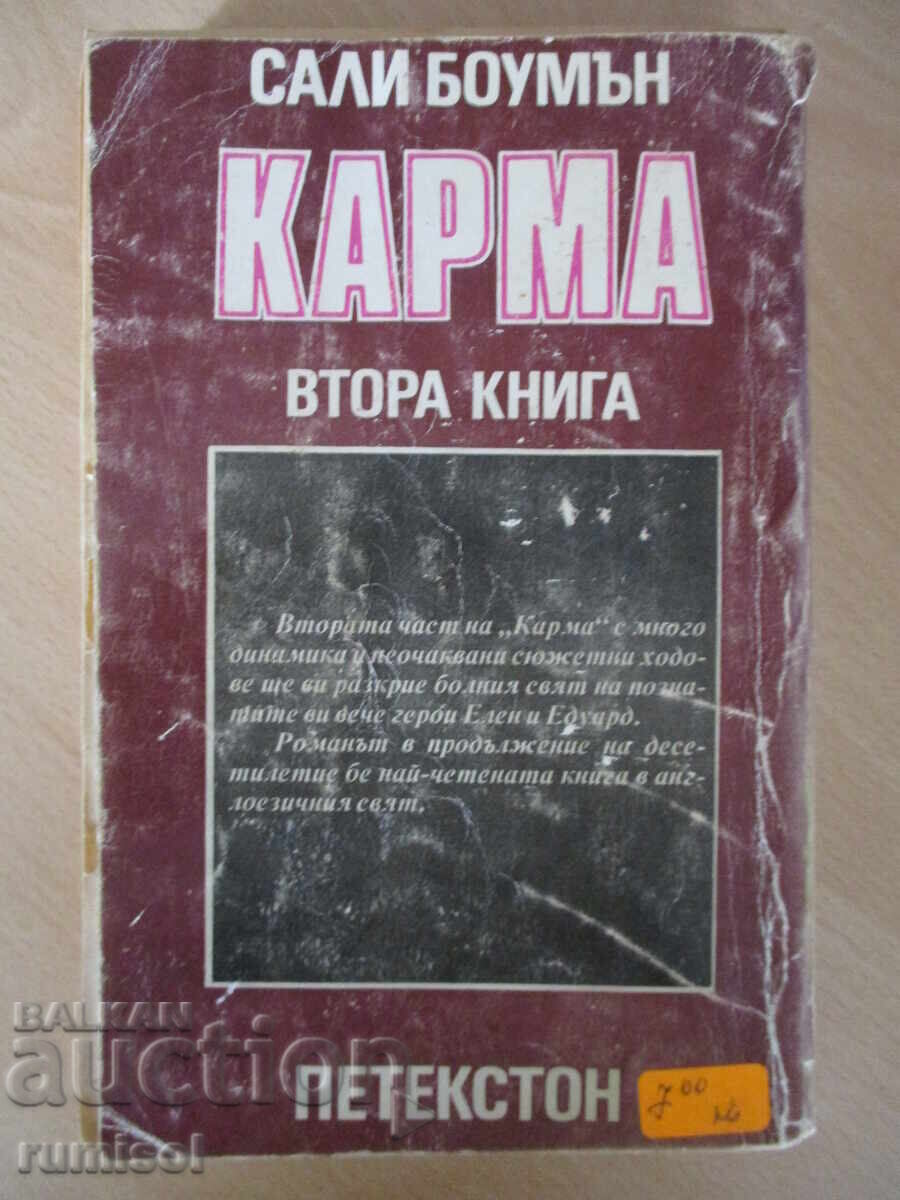 САЛИ БОУМЪН
КАРМА
ВТОРА КНИГА
Втората част на „Карма“ с много
динамика и неочаквани сюжетни ходо-
ве ще ви разкрие болния свят на позна-
тите ви вече герои Елен и Едуард.
Романът в продължение на десе-
тилетие бе най-четената книга в анг-
лоезичния свят.
ПЕТЕКСТОН
7 00
лв
BALKAN
auction
rumisol